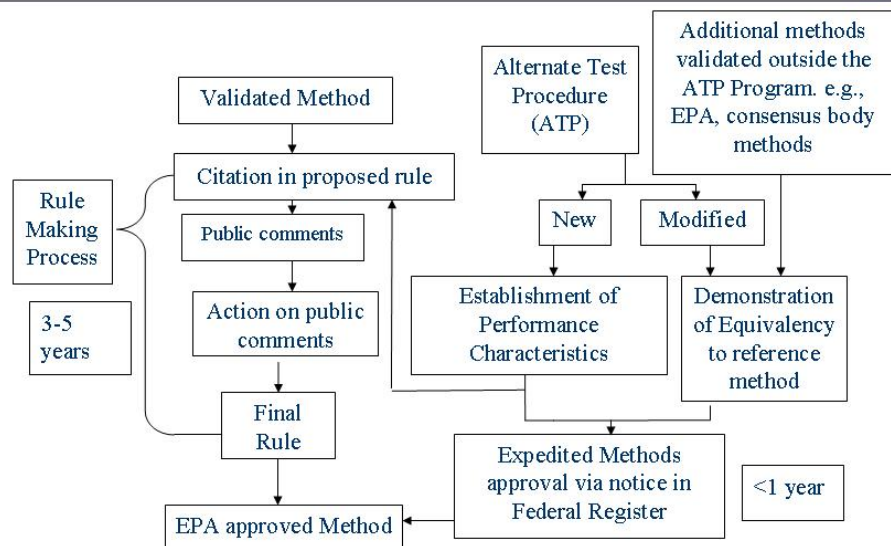 Validated Method
Citation in proposed rule
Rule
Making
Process
Public comments
3-5
years
Action on public
comments
Final
Rule
EPA approved Method
Alternate Test
Procedure
(ATP)
Additional methods
validated outside the
ATP Program. e.g.,
EPA, consensus body
methods
New
Modified
Establishment of
Performance
Characteristics
Demonstration
of Equivalency
to reference
method
Expedited Methods
approval via notice in
Federal Register
<1 year